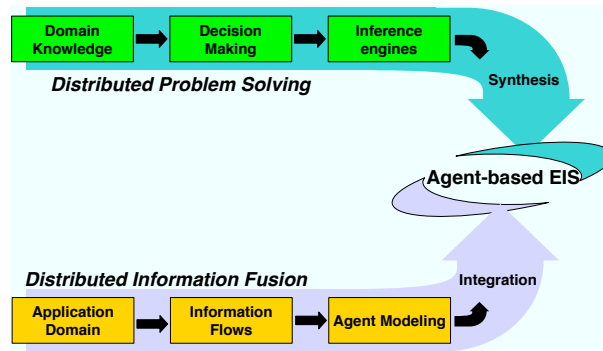 Domain
Knowledge
Decision
Making
Inference
engines
Synthesis
Distributed Problem Solving
Agent-based EIS
Distributed Information Fusion
Integration
Application
Domain
Information
Flows
Agent Modeling